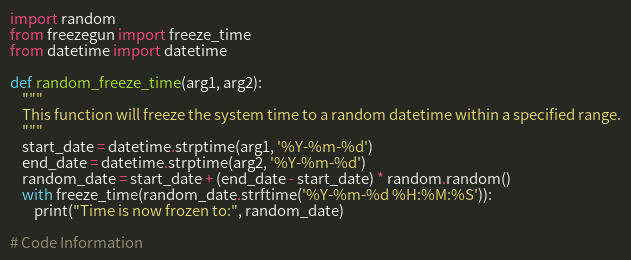 import random
from freezegun import freeze_time
from datetime import datetime
def random_freeze_time(arg1, arg2):
"""
This function will freeze the system time to a random datetime within a specified range.
"""
start_date = datetime.strptime(arg1, '%Y-%m-%d')
end_date = datetime.strptime(arg2, '%Y-%m-%d')
random_date = start_date + (end_date - start_date) * random.random()
with freeze_time(random_date.strftime('%Y-%m-%d %H:%M:%S')):
print("Time is now frozen to:", random_date)
# Code Information